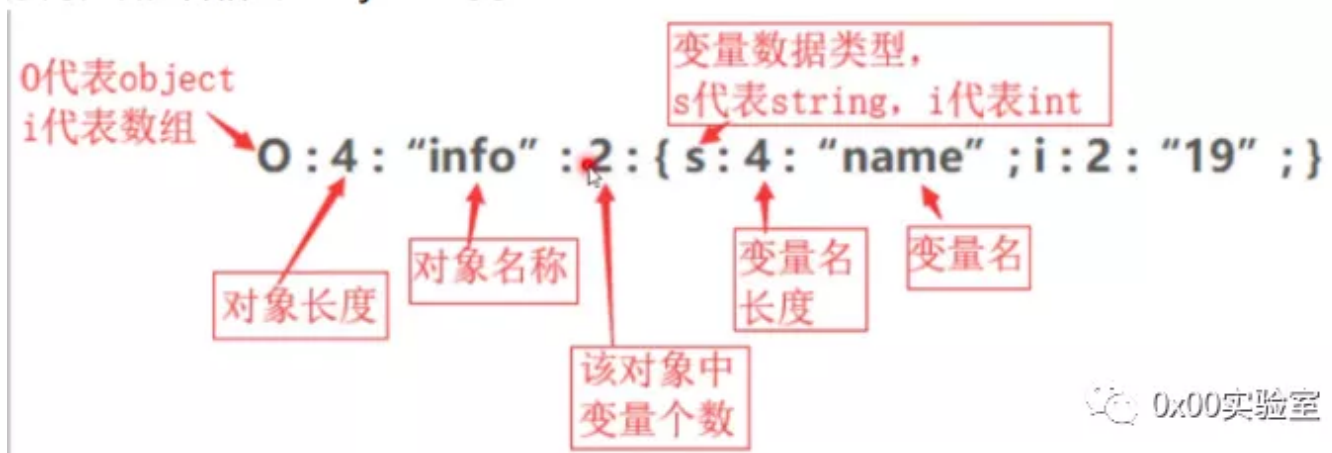 变量数据类型，
s代表string，i代表int
O代表object
i代表数组
O：4：“info”：2：{ s：4：“name”；i：2：“19”；}
对象名称
变量名
长度
变量名
对象长度
该对象中
变量个数
0x00实验室